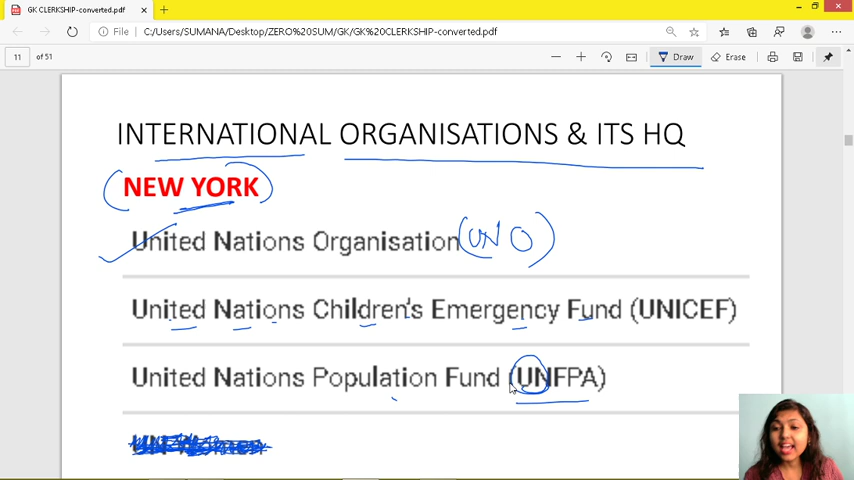 GK CLERKSHIP-converted.pdf
File C:/Users/SUMANA/Desktop/ZERO%20SUM/GK/GK%20CLERKSHIP-converted.pdf
11 of 51 Draw Erase
INTERNATIONAL ORGANISATIONS & ITS HQ
NEW YORK
United Nations Organisation (UNO)
United Nations Children's Emergency Fund (UNICEF)
United Nations Population Fund (UNFPA)